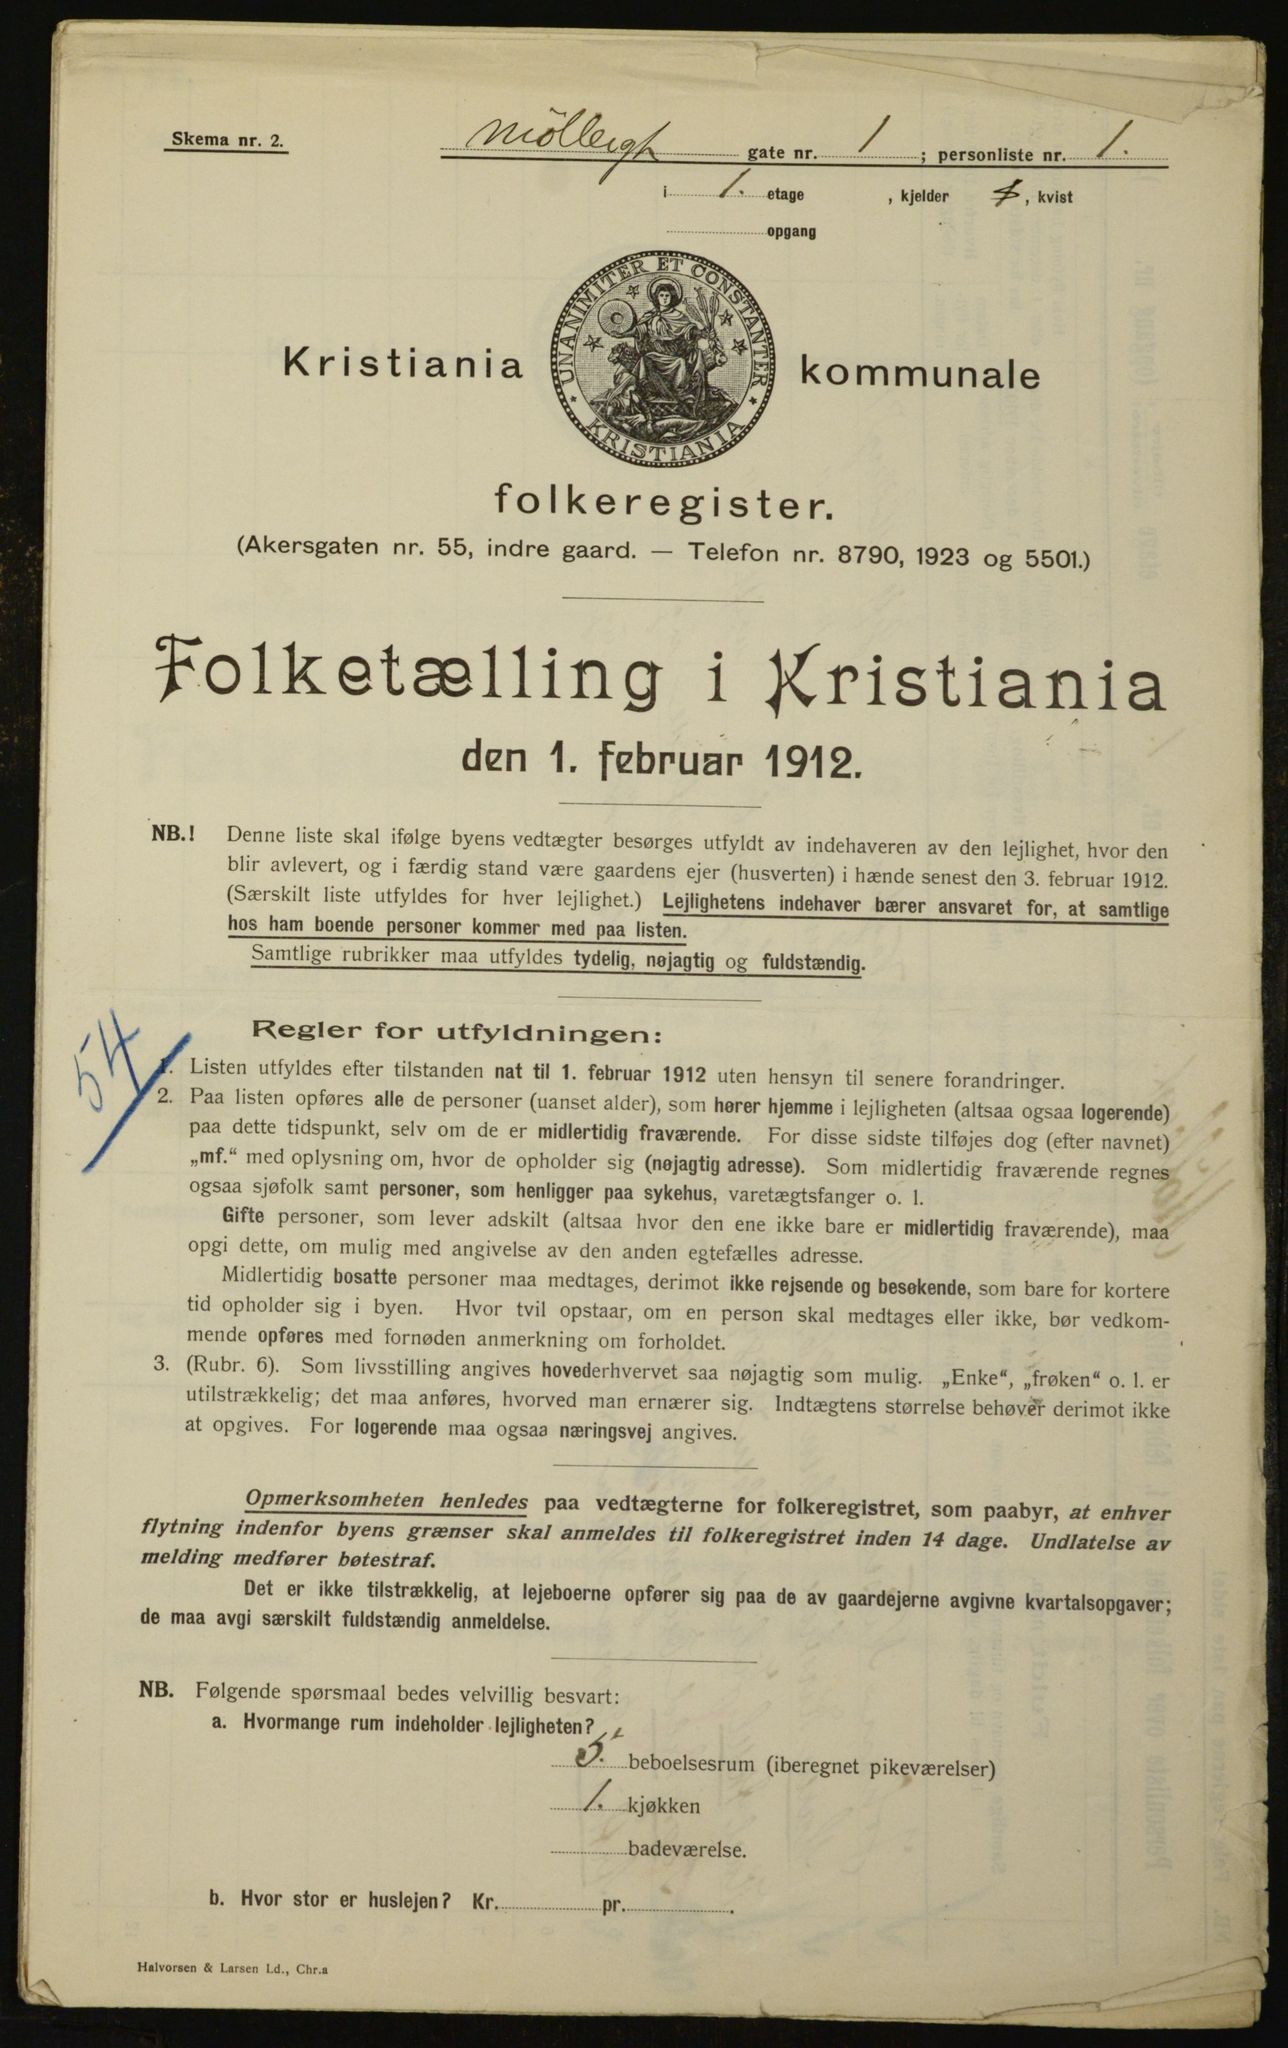 Skema nr. 2.
Möllergt gate nr. 1 ; personliste nr. 1.
i 1. etage , kjelder , kvist
opgang
UNANIMITER ET CONSTANTER
KRISTIANIA
Kristiania kommunale
folkeregister.
(Akersgaten nr. 55, indre gaard. — Telefon nr. 8790, 1923 og 5501.)
Folketælling i Kristiania
den 1. februar 1912.
NB.! Denne liste skal ifølge byens vedtægter besørges utfyldt av indehaveren av den lejlighet, hvor den
blir avlevert, og i færdig stand være gaardens ejer (husverten) i hænde senest den 3. februar 1912.
(Særskilt liste utfyldes for hver lejlighet.) Lejlighetens indehaver bærer ansvaret for, at samtlige
hos ham boende personer kommer med paa listen.
Samtlige rubrikker maa utfyldes tydelig, nøjagtig og fuldstændig.
54
Regler for utfyldningen:
1. Listen utfyldes efter tilstanden nat til 1. februar 1912 uten hensyn til senere forandringer.
2. Paa listen opføres alle de personer (uanset alder), som hører hjemme i lejligheten (altsaa ogsaa logerende)
paa dette tidspunkt, selv om de er midlertidig fraværende. For disse sidste tilføjes dog (efter navnet)
„mf.“ med oplysning om, hvor de opholder sig (nøjagtig adresse). Som midlertidig fraværende regnes
ogsaa sjøfolk samt personer, som henligger paa sykehus, varetægtsfanger o. l.
Gifte personer, som lever adskilt (altsaa hvor den ene ikke bare er midlertidig fraværende), maa
opgi dette, om mulig med angivelse av den anden egtefælles adresse.
Midlertidig bosatte personer maa medtages, derimot ikke rejsende og besøkende, som bare for kortere
tid opholder sig i byen. Hvor tvil opstaar, om en person skal medtages eller ikke, bør vedkom-
mende opføres med fornøden anmerkning om forholdet.
3. (Rubr. 6). Som livsstilling angives hovederhvervet saa nøjagtig som mulig. „Enke“, „frøken“ o. l. er
utilstrækkelig; det maa anføres, hvorved man ernærer sig. Indtægtens størrelse behøver derimot ikke
at opgives. For logerende maa ogsaa næringsvej angives.
Opmerksomheten henledes paa vedtægterne for folkeregistret, som paabyr, at enhver
flytning indenfor byens grænser skal anmeldes til folkeregistret inden 14 dage. Undlatelse av
melding medfører bøtestraf.
Det er ikke tilstrækkelig, at lejeboerne opfører sig paa de av gaardejerne avgivne kvartalsopgaver;
de maa avgi særskilt fuldstændig anmeldelse.
NB. Følgende spørsmaal bedes velvillig besvart:
a. Hvormange rum indeholder lejligheten?
5. beboelsesrum (iberegnet pikeværelser)
1. kjøkken
badeværelse.
b. Hvor stor er huslejen? Kr. pr.
Halvorsen & Larsen Ld., Chr.a